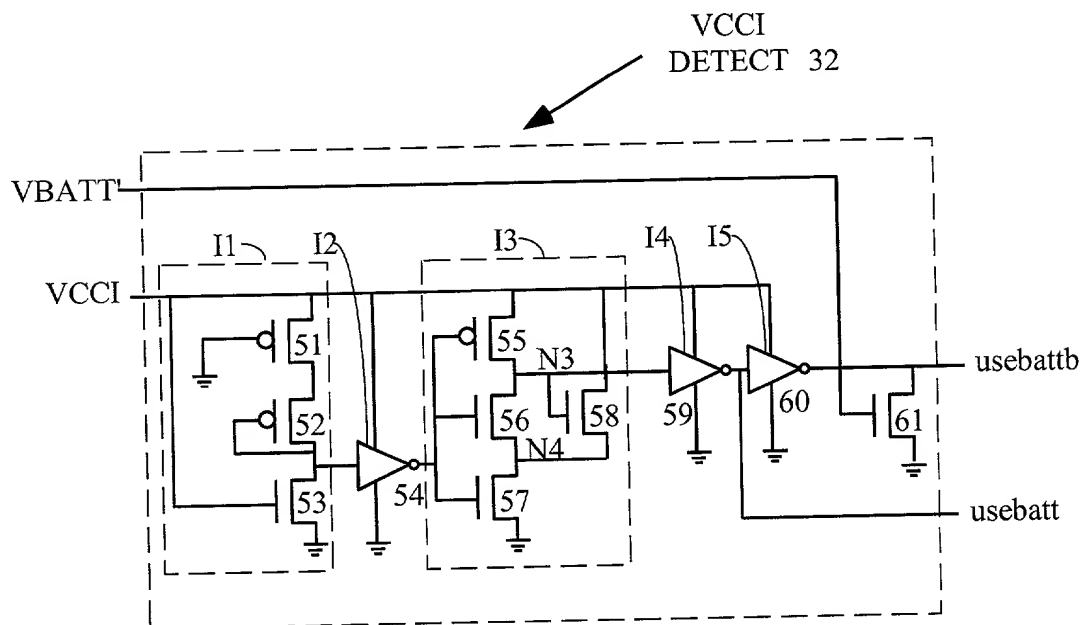 VCCI
DETECT 32
VBATT'
I1
I2
I3
I4
I5
VCCI
51
55
N3
usebattb
52
56
58
59
60
61
N4
53
54
57
usebatt